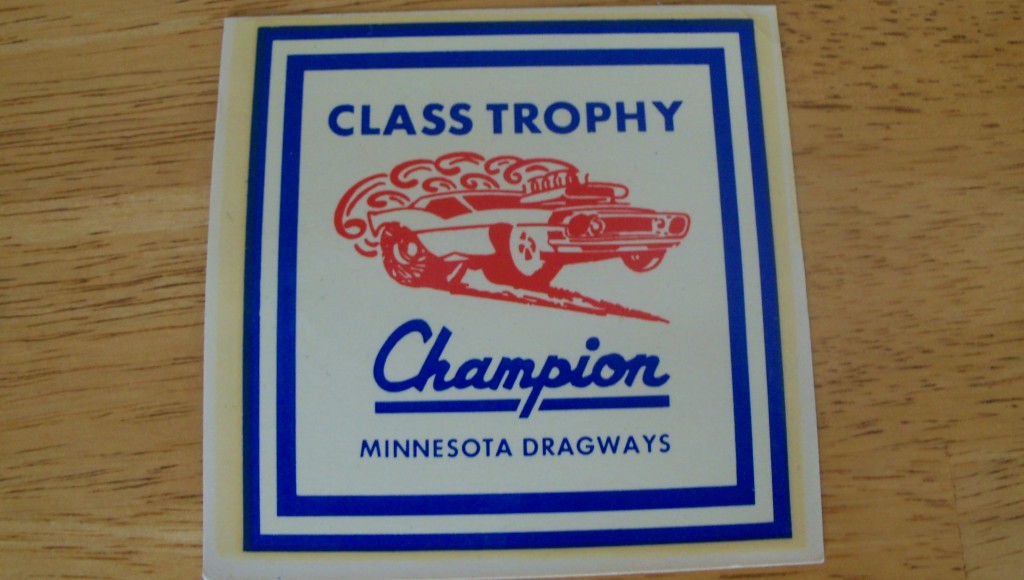 CLASS TROPHY
Champion
MINNESOTA DRAGWAYS